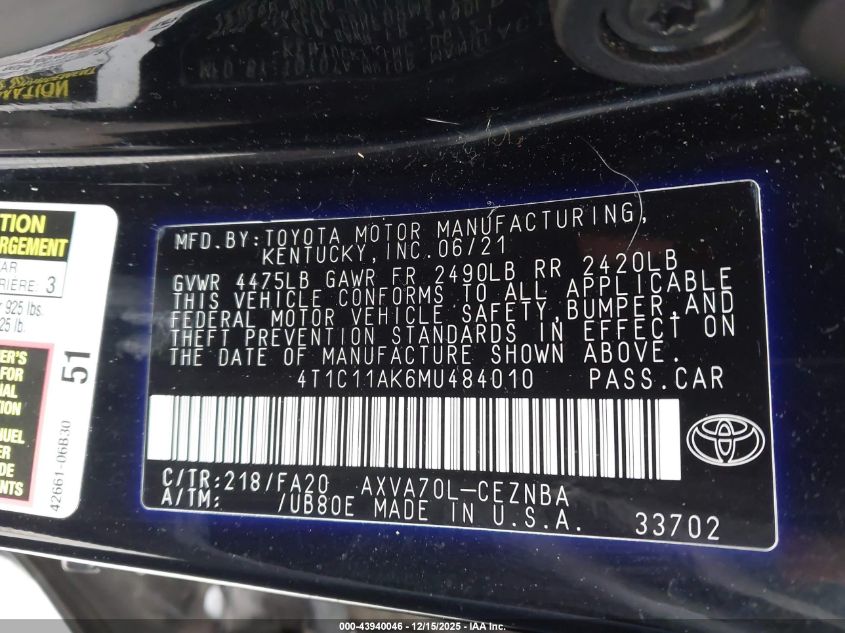 MFD.BY:TOYOTA MOTOR MANUFACTURING,
KENTUCKY,INC.06/21
GVWR 4475LB GAWR FR 2490LB RR 2420LB
THIS VEHICLE CONFORMS TO ALL APPLICABLE
FEDERAL MOTOR VEHICLE SAFETY,BUMPER,AND
THEFT PREVENTION STANDARDS IN EFFECT ON
THE DATE OF MANUFACTURE SHOWN ABOVE.
4T1C11AK6MU484010 PASS.CAR
C/TR:218/FA20 AXVA70L-CEZNBA
A/TM: /UB80E MADE IN U.S.A. 33702
RIERE 3
925 lbs.
51
42661-06B30
000-43940046 - 12/15/2025 - IAA Inc.